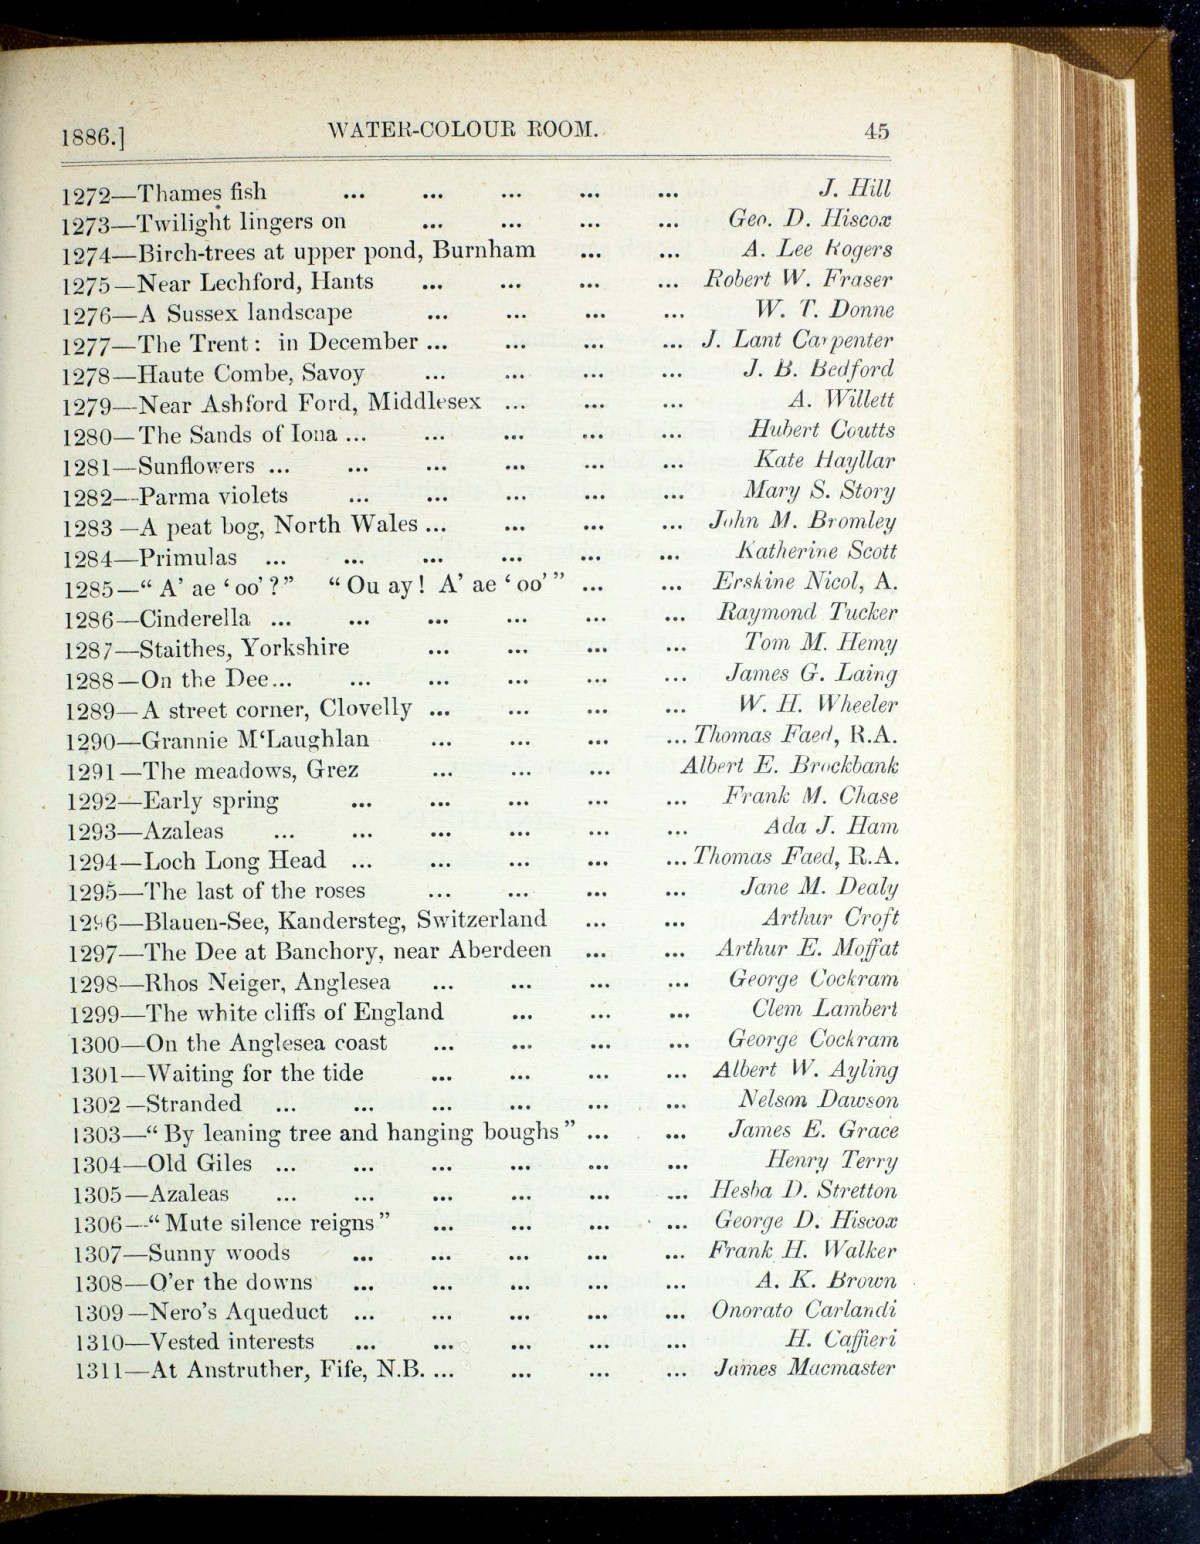 1886.] WATER-COLOUR ROOM. 45
1272—Thames fish ... ... ... ... ... J. Hill
1273—Twilight lingers on ... ... ... ... Geo. D. Hiscox
1274—Birch-trees at upper pond, Burnham ... ... A. Lee Rogers
1275—Near Lechford, Hants ... ... ... ... Robert W. Fraser
1276—A Sussex landscape ... ... ... ... W. T. Donne
1277—The Trent: in December ... ... ... ... J. Lant Carpenter
1278—Haute Combe, Savoy ... ... ... ... J. B. Bedford
1279—Near Ashford Ford, Middlesex ... ... ... A. Willett
1280—The Sands of Iona ... ... ... ... ... Hubert Coutts
1281—Sunflowers ... ... ... ... ... ... Kate Hayllar
1282—Parma violets ... ... ... ... ... Mary S. Story
1283—A peat bog, North Wales ... ... ... ... John M. Bromley
1284—Primulas ... ... ... ... ... ... Katherine Scott
1285—“A’ ae ‘oo’?” “Ou ay! A’ ae ‘oo’” ... ... Erskine Nicol, A.
1286—Cinderella ... ... ... ... ... ... Raymond Tucker
1287—Staithes, Yorkshire ... ... ... ... Tom M. Hemy
1288—On the Dee... ... ... ... ... ... James G. Laing
1289—A street corner, Clovelly ... ... ... ... W. H. Wheeler
1290—Grannie M‘Laughlan ... ... ... ... Thomas Faed, R.A.
1291—The meadows, Grez ... ... ... Albert E. Brockbank
1292—Early spring ... ... ... ... ... Frank M. Chase
1293—Azaleas ... ... ... ... ... ... Ada J. Ham
1294—Loch Long Head ... ... ... ... ... Thomas Faed, R.A.
1295—The last of the roses ... ... ... ... Jane M. Dealy
1296—Blauen-See, Kandersteg, Switzerland ... ... Arthur Croft
1297—The Dee at Banchory, near Aberdeen ... ... Arthur E. Moffat
1298—Rhos Neiger, Anglesea ... ... ... ... George Cockram
1299—The white cliffs of England ... ... ... Clem Lambert
1300—On the Anglesea coast ... ... ... ... George Cockram
1301—Waiting for the tide ... ... ... ... Albert W. Ayling
1302—Stranded ... ... ... ... ... ... Nelson Dawson
1303—“By leaning tree and hanging boughs” ... ... James E. Grace
1304—Old Giles ... ... ... ... ... ... Henry Terry
1305—Azaleas ... ... ... ... ... ... Hesba D. Stretton
1306—“Mute silence reigns” ... ... ... ... George D. Hiscox
1307—Sunny woods ... ... ... ... ... Frank H. Walker
1308—O’er the downs ... ... ... ... ... A. K. Brown
1309—Nero’s Aqueduct ... ... ... ... ... Onorato Carlandi
1310—Vested interests ... ... ... ... ... H. Caffieri
1311—At Anstruther, Fife, N.B. ... ... ... ... James Macmaster